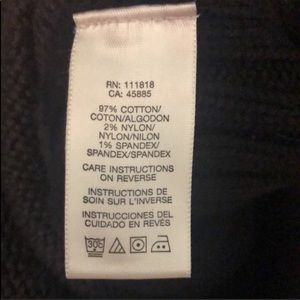 RN: 111818
CA: 45885
97% COTTON/
COTON/ALGODON
2% NYLON/
NYLON/NILON
1% SPANDEX/
SPANDEX/SPANDEX
CARE INSTRUCTIONS
ON REVERSE
INSTRUCTIONS DE
SOIN SUR L'INVERSE
INSTRUCCIONES DEL
CUIDADO EN REVÉS
30